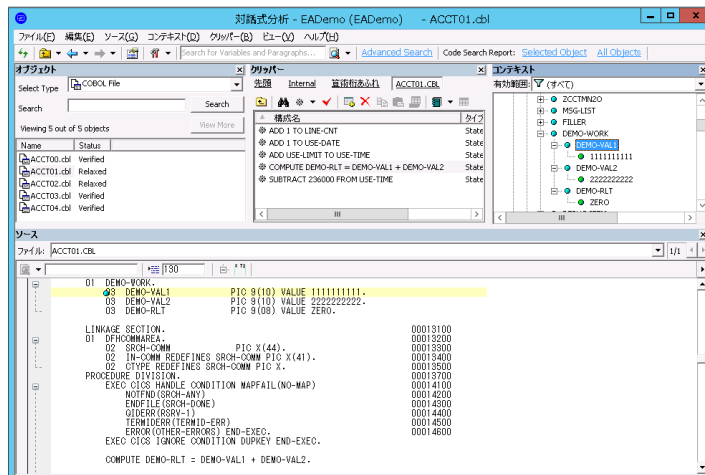 対話式分析 - EADemo (EADemo) - ACCT01.cbl
ファイル(F) 編集(E) ソース(G) コンテキスト(D) クリッパー(B) ビュー(V) ヘルプ(H)
Search for Variables and Paragraphs... Advanced Search Code Search Report: Selected Object All Objects
オブジェクト
Select Type COBOL File
Search Search
Viewing 5 out of 5 objects View More
Name Status
ACCT00.cbl Verified
ACCT01.cbl Relaxed
ACCT02.cbl Relaxed
ACCT03.cbl Verified
ACCT04.cbl Verified
クリッパー
先頭 Internal 算術桁あふれ ACCT01.CBL
構成名 タイプ
ADD 1 TO LINE-CNT State
ADD 1 TO USE-DATE State
ADD USE-LIMIT TO USE-TIME State
COMPUTE DEMO-RLT = DEMO-VAL1 + DEMO-VAL2 State
SUBTRACT 236000 FROM USE-TIME State
コンテキスト
有効範囲: (すべて)
ZCCTMN2O
MSG-LIST
FILLER
DEMO-WORK
DEMO-VAL1
1111111111
DEMO-VAL2
2222222222
DEMO-RLT
ZERO
ソース
ファイル: ACCT01.CBL 1/1
130
01 DEMO-WORK.
03 DEMO-VAL1 PIC 9(10) VALUE 1111111111.
03 DEMO-VAL2 PIC 9(10) VALUE 2222222222.
03 DEMO-RLT PIC 9(08) VALUE ZERO.
LINKAGE SECTION. 00013100
01 DFHCOMMAREA. 00013200
02 SRCH-COMM PIC X(44). 00013300
02 IN-COMM REDEFINES SRCH-COMM PIC X(41). 00013400
02 CTYPE REDEFINES SRCH-COMM PIC X. 00013500
PROCEDURE DIVISION. 00013700
EXEC CICS HANDLE CONDITION MAPFAIL(NO-MAP) 00014100
NOTFND(SRCH-ANY) 00014200
ENDFILE(SRCH-DONE) 00014300
QIDERR(RSRV-1) 00014400
TERMIDERR(TERMID-ERR) 00014500
ERROR(OTHER-ERRORS) END-EXEC. 00014600
EXEC CICS IGNORE CONDITION DUPKEY END-EXEC.
COMPUTE DEMO-RLT = DEMO-VAL1 + DEMO-VAL2.